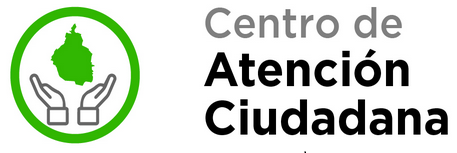 Centro de
Atención
Ciudadana